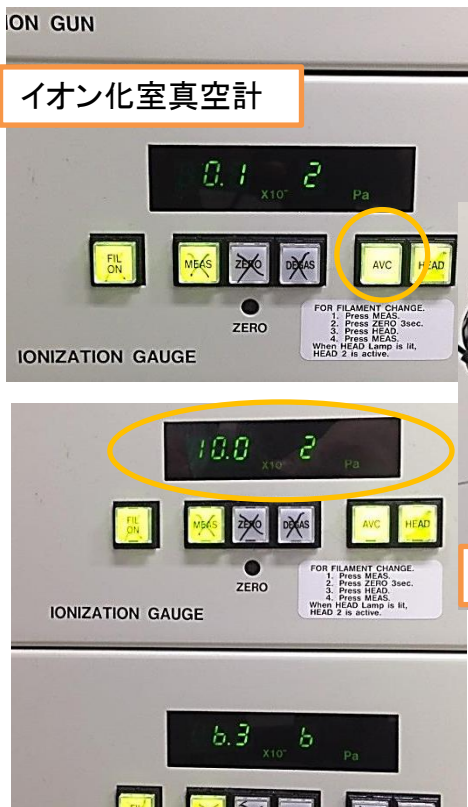 ION GUN
イオン化室真空計
0.1 X10⁻ 2 Pa
FIL ON MEAS ZERO DEGAS AVC HEAD
ZERO
FOR FILAMENT CHANGE.
1. Press MEAS.
2. Press ZERO 3sec.
3. Press HEAD.
4. Press MEAS.
When HEAD Lamp is lit,
HEAD 2 is active.
IONIZATION GAUGE
10.0 X10⁻ 2 Pa
FIL ON MEAS ZERO DEGAS AVC HEAD
ZERO
FOR FILAMENT CHANGE.
1. Press MEAS.
2. Press ZERO 3sec.
3. Press HEAD.
4. Press MEAS.
When HEAD Lamp is lit,
HEAD 2 is active.
IONIZATION GAUGE
6.3 X10⁻ 6 Pa
FIL